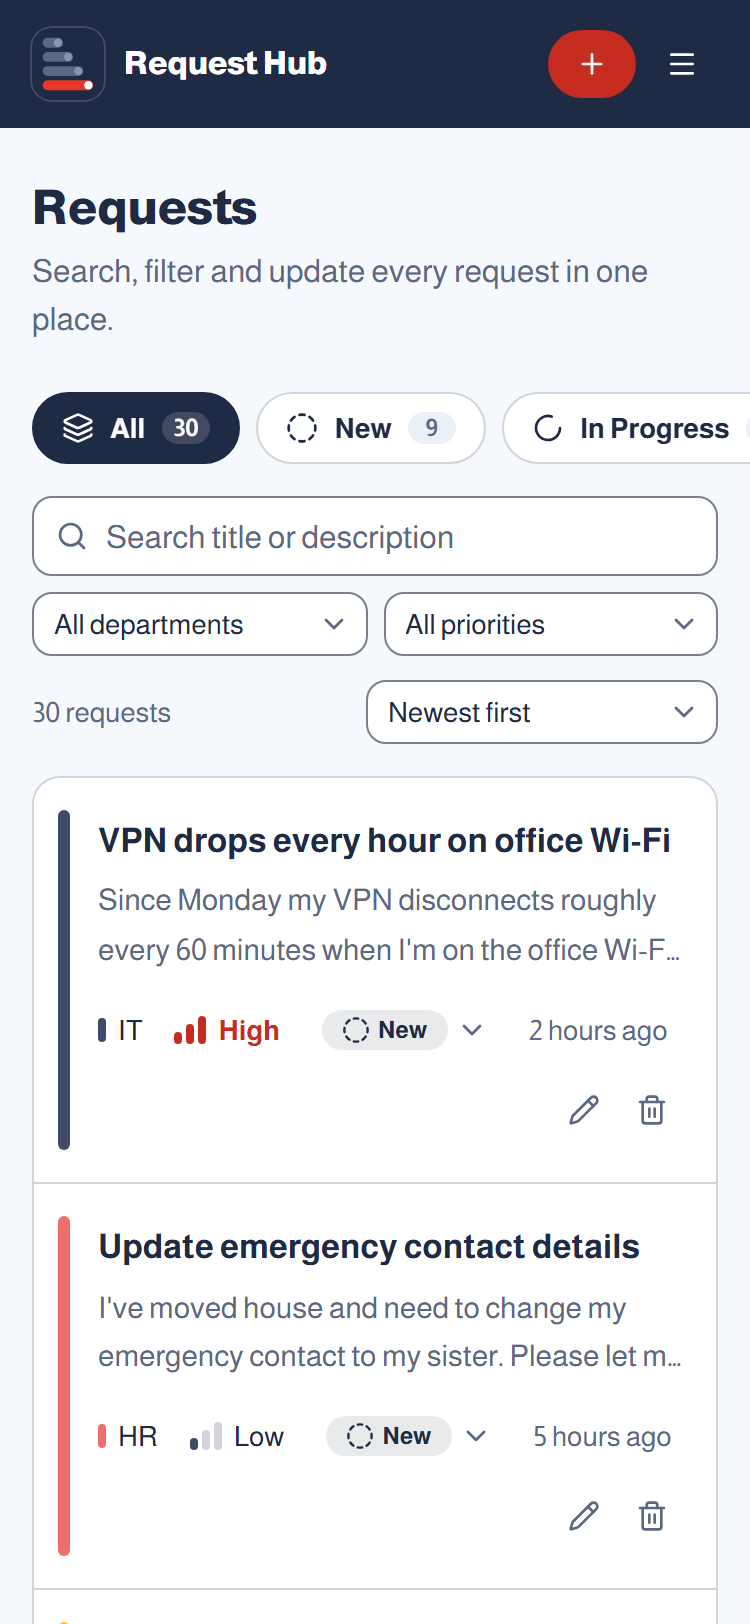 Request Hub
Requests
Search, filter and update every request in one
place.
All 30
New 9
In Progress
Search title or description
All departments
All priorities
30 requests
Newest first
VPN drops every hour on office Wi-Fi
Since Monday my VPN disconnects roughly
every 60 minutes when I'm on the office Wi-F…
IT High New 2 hours ago
Update emergency contact details
I've moved house and need to change my
emergency contact to my sister. Please let m…
HR Low New 5 hours ago